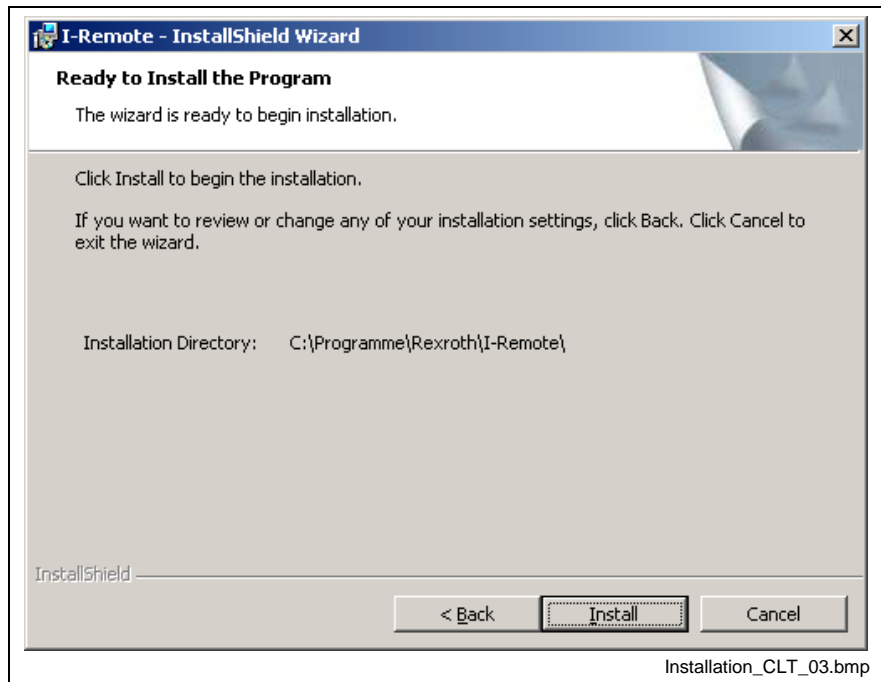 I-Remote - InstallShield Wizard
Ready to Install the Program
The wizard is ready to begin installation.
Click Install to begin the installation.
If you want to review or change any of your installation settings, click Back. Click Cancel to
exit the wizard.
Installation Directory: C:\Programme\Rexroth\I-Remote\
InstallShield
< Back Install Cancel
Installation_CLT_03.bmp